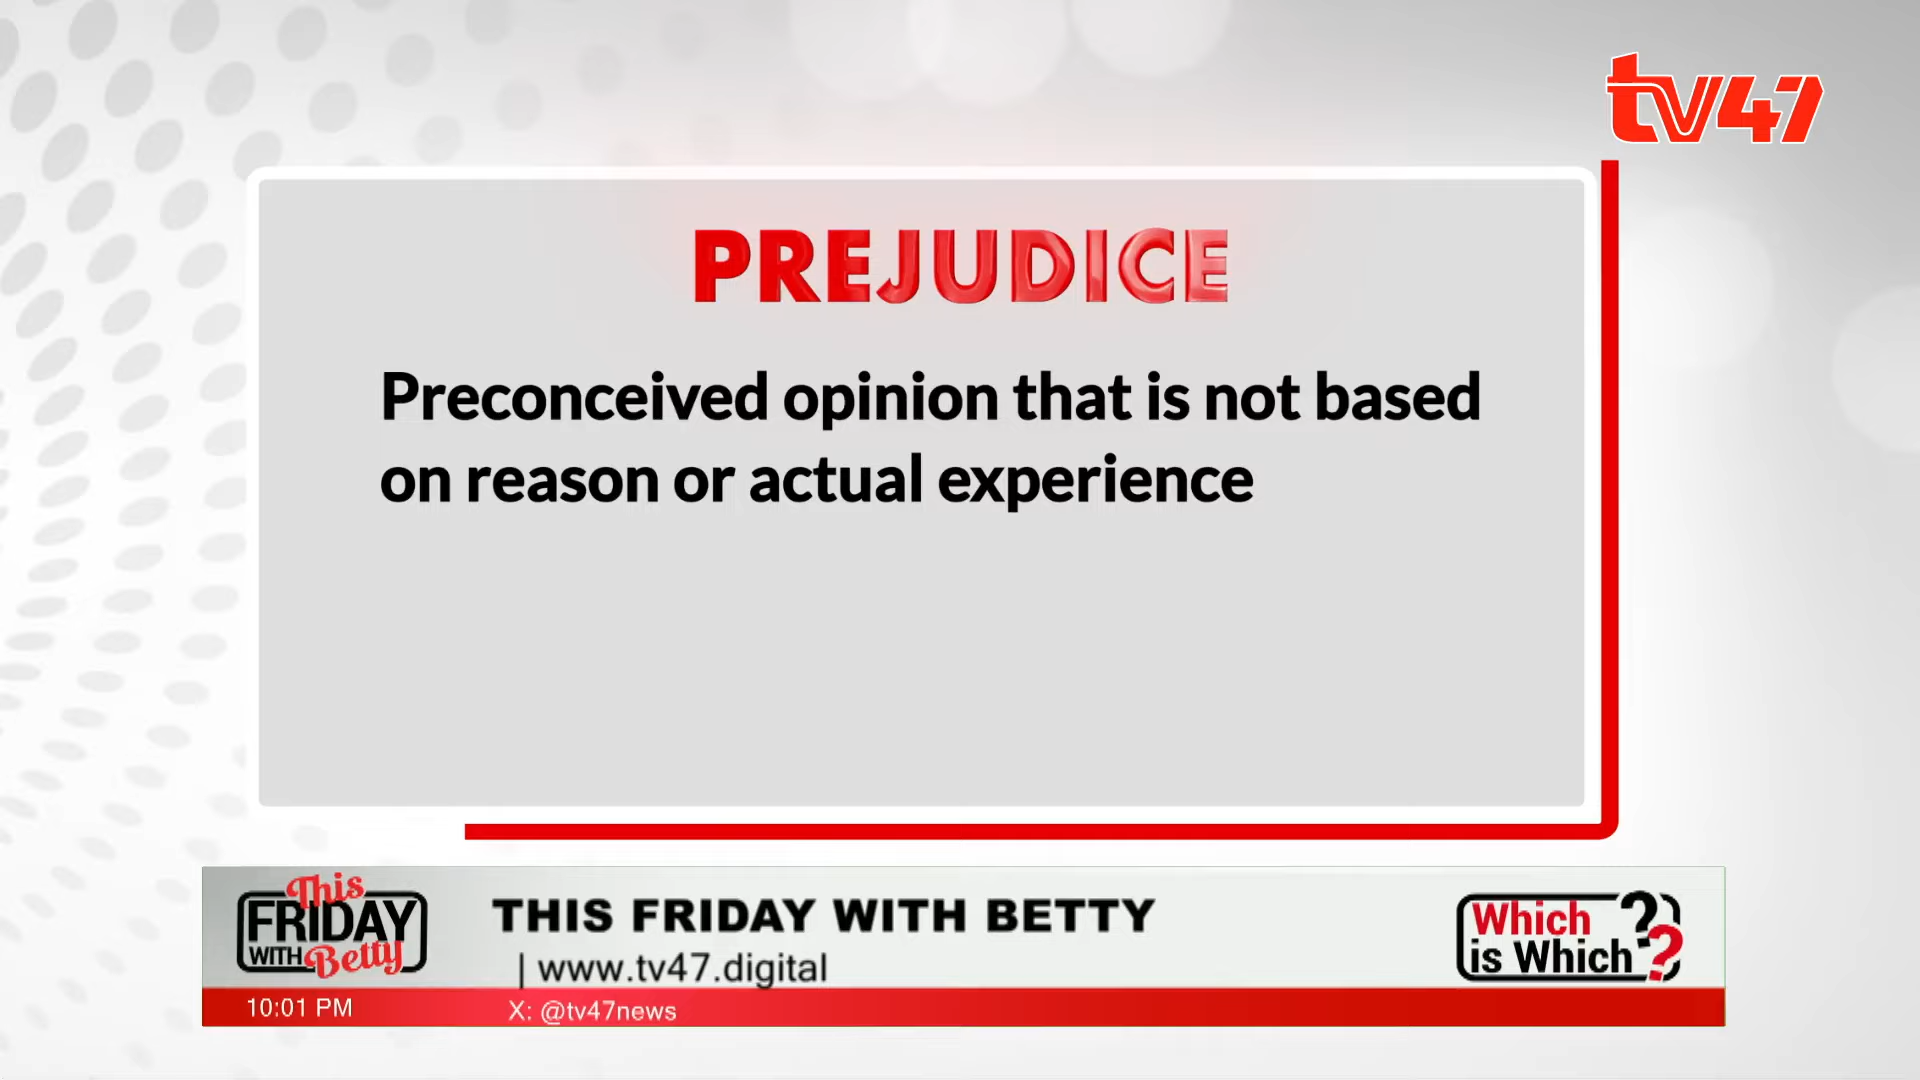 tv47
PREJUDICE
Preconceived opinion that is not based
on reason or actual experience
This
FRIDAY
WITH Betty
THIS FRIDAY WITH BETTY
| www.tv47.digital
Which
is Which??
10:01 PM
X: @tv47news